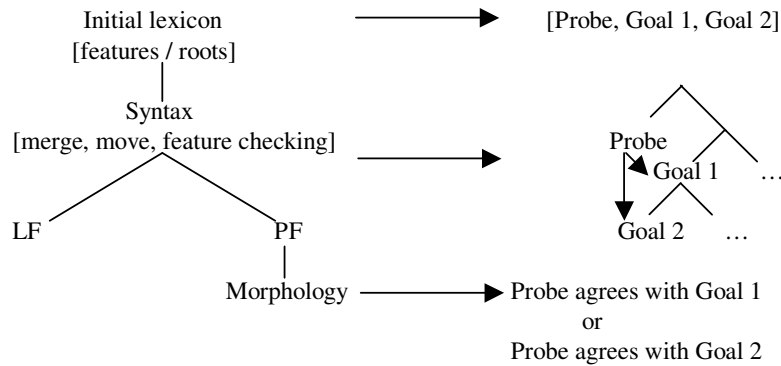 Initial lexicon
[Probe, Goal 1, Goal 2]
[features / roots]
Syntax
[merge, move, feature checking]
Probe
Goal 1
…
LF
PF
Goal 2
…
Morphology
Probe agrees with Goal 1
or
Probe agrees with Goal 2